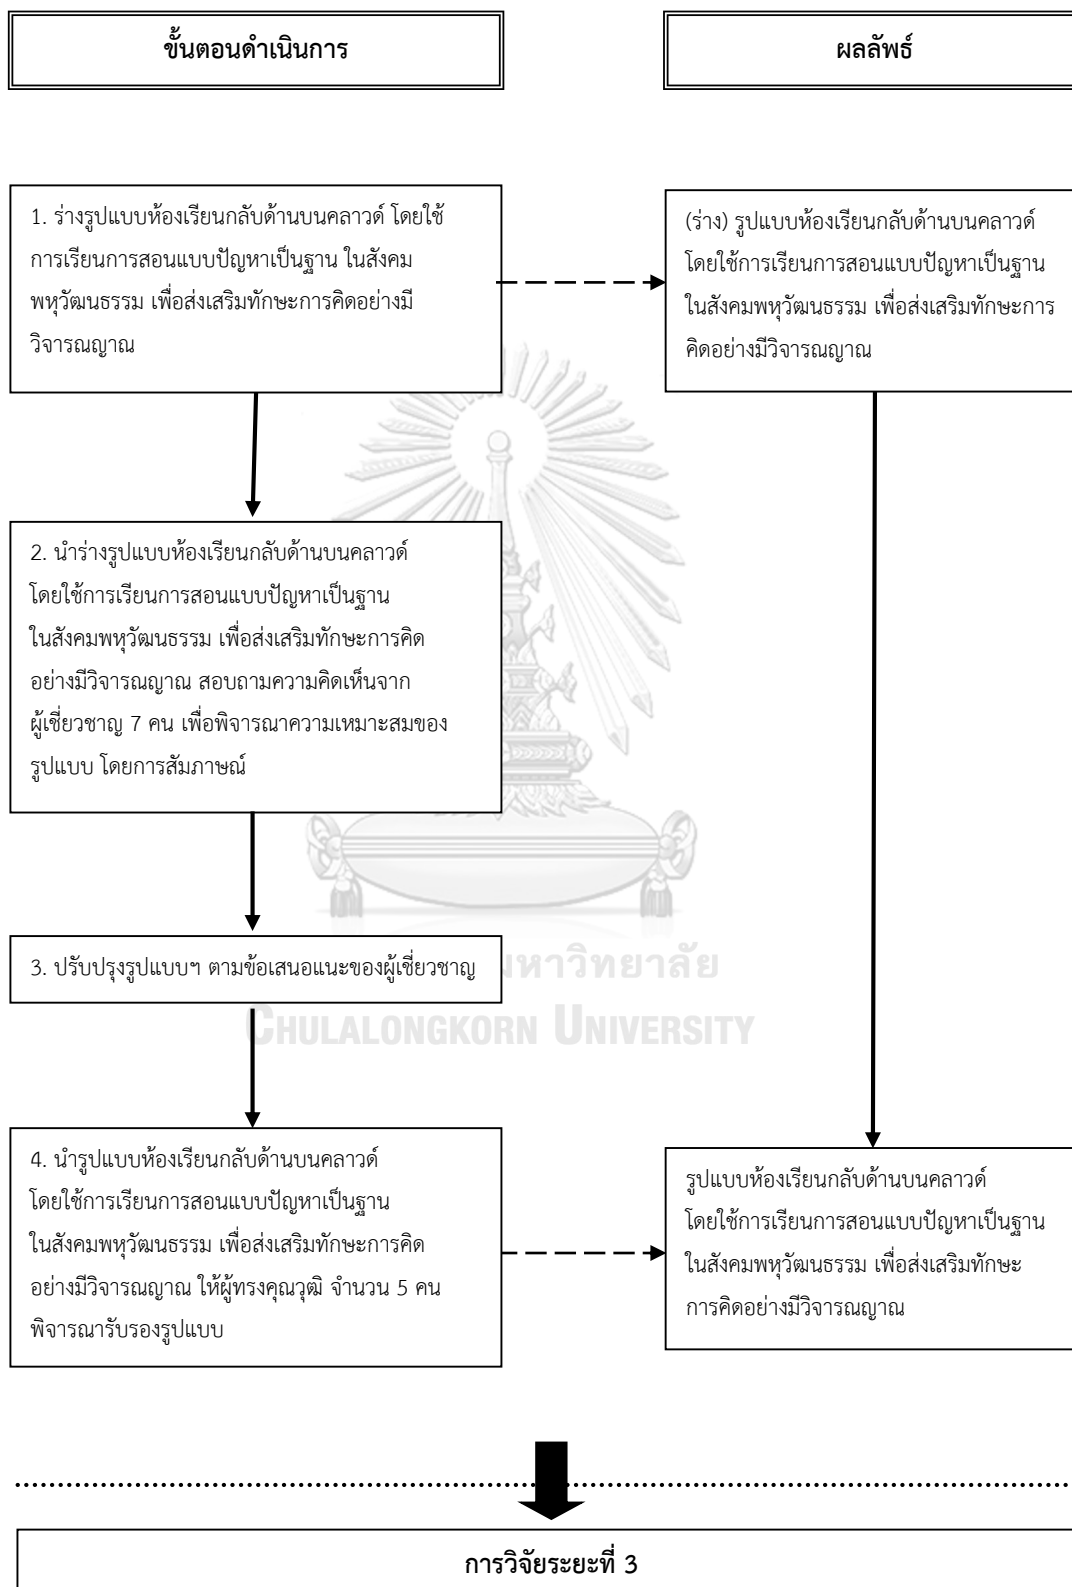 ขั้นตอนดำเนินการ
ผลลัพธ์
1. ร่างรูปแบบห้องเรียนกลับด้านบนคลาวด์ โดยใช้
การเรียนการสอนแบบปัญหาเป็นฐาน ในสังคม
พหุวัฒนธรรม เพื่อส่งเสริมทักษะการคิดอย่างมี
วิจารณญาณ
(ร่าง) รูปแบบห้องเรียนกลับด้านบนคลาวด์
โดยใช้การเรียนการสอนแบบปัญหาเป็นฐาน
ในสังคมพหุวัฒนธรรม เพื่อส่งเสริมทักษะการ
คิดอย่างมีวิจารณญาณ
2. นำร่างรูปแบบห้องเรียนกลับด้านบนคลาวด์
โดยใช้การเรียนการสอนแบบปัญหาเป็นฐาน
ในสังคมพหุวัฒนธรรม เพื่อส่งเสริมทักษะการคิด
อย่างมีวิจารณญาณ สอบถามความคิดเห็นจาก
ผู้เชี่ยวชาญ 7 คน เพื่อพิจารณาความเหมาะสมของ
รูปแบบ โดยการสัมภาษณ์
3. ปรับปรุงรูปแบบฯ ตามข้อเสนอแนะของผู้เชี่ยวชาญ
มหาวิทยาลัย
CHULALONGKORN UNIVERSITY
4. นำรูปแบบห้องเรียนกลับด้านบนคลาวด์
โดยใช้การเรียนการสอนแบบปัญหาเป็นฐาน
ในสังคมพหุวัฒนธรรม เพื่อส่งเสริมทักษะการคิด
อย่างมีวิจารณญาณ ให้ผู้ทรงคุณวุฒิ จำนวน 5 คน
พิจารณารับรองรูปแบบ
รูปแบบห้องเรียนกลับด้านบนคลาวด์
โดยใช้การเรียนการสอนแบบปัญหาเป็นฐาน
ในสังคมพหุวัฒนธรรม เพื่อส่งเสริมทักษะ
การคิดอย่างมีวิจารณญาณ
การวิจัยระยะที่ 3